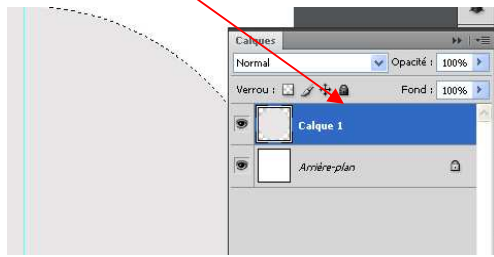 Calques
Normal Opacité : 100%
Verrou : Fond : 100%
Calque 1
Arrière-plan